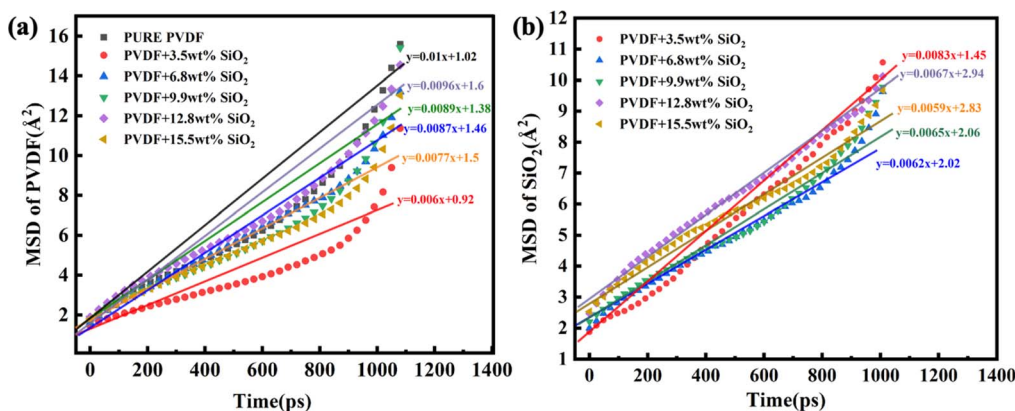 (a)
MSD of PVDF(Å²)
16
14
12
10
8
6
4
2
PURE PVDF
PVDF+3.5wt% SiO₂
PVDF+6.8wt% SiO₂
PVDF+9.9wt% SiO₂
PVDF+12.8wt% SiO₂
PVDF+15.5wt% SiO₂
y=0.01x+1.02
y=0.0096x+1.6
y=0.0089x+1.38
y=0.0087x+1.46
y=0.0077x+1.5
y=0.006x+0.92
0 200 400 600 800 1000 1200 1400
Time(ps)
(b)
MSD of SiO₂(Å²)
12
11
10
9
8
7
6
5
4
3
2
1
PVDF+3.5wt% SiO₂
PVDF+6.8wt% SiO₂
PVDF+9.9wt% SiO₂
PVDF+12.8wt% SiO₂
PVDF+15.5wt% SiO₂
y=0.0083x+1.45
y=0.0067x+2.94
y=0.0059x+2.83
y=0.0065x+2.06
y=0.0062x+2.02
0 200 400 600 800 1000 1200 1400
Time(ps)